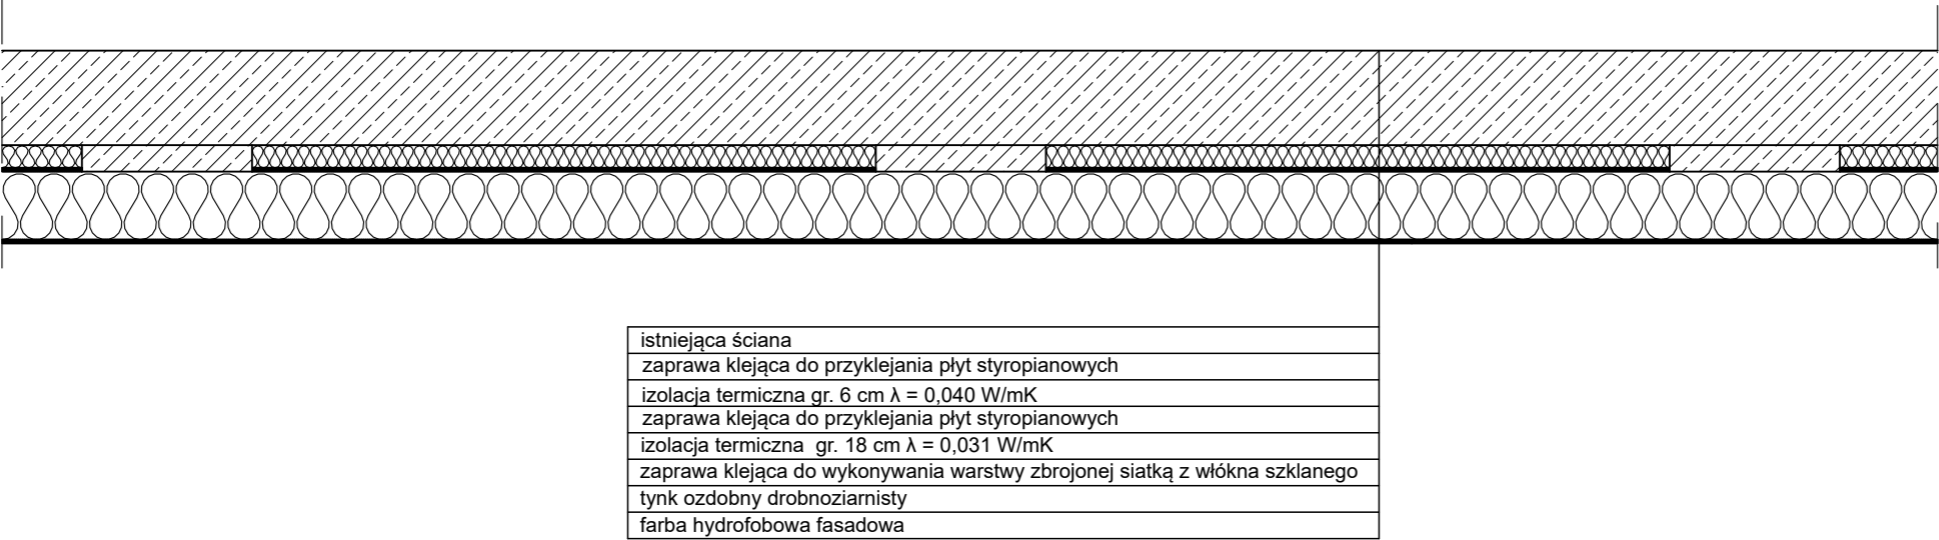 istniejąca ściana
zaprawa klejąca do przyklejania płyt styropianowych
izolacja termiczna gr. 6 cm λ = 0,040 W/mK
zaprawa klejąca do przyklejania płyt styropianowych
izolacja termiczna gr. 18 cm λ = 0,031 W/mK
zaprawa klejąca do wykonywania warstwy zbrojonej siatką z włókna szklanego
tynk ozdobny drobnoziarnisty
farba hydrofobowa fasadowa